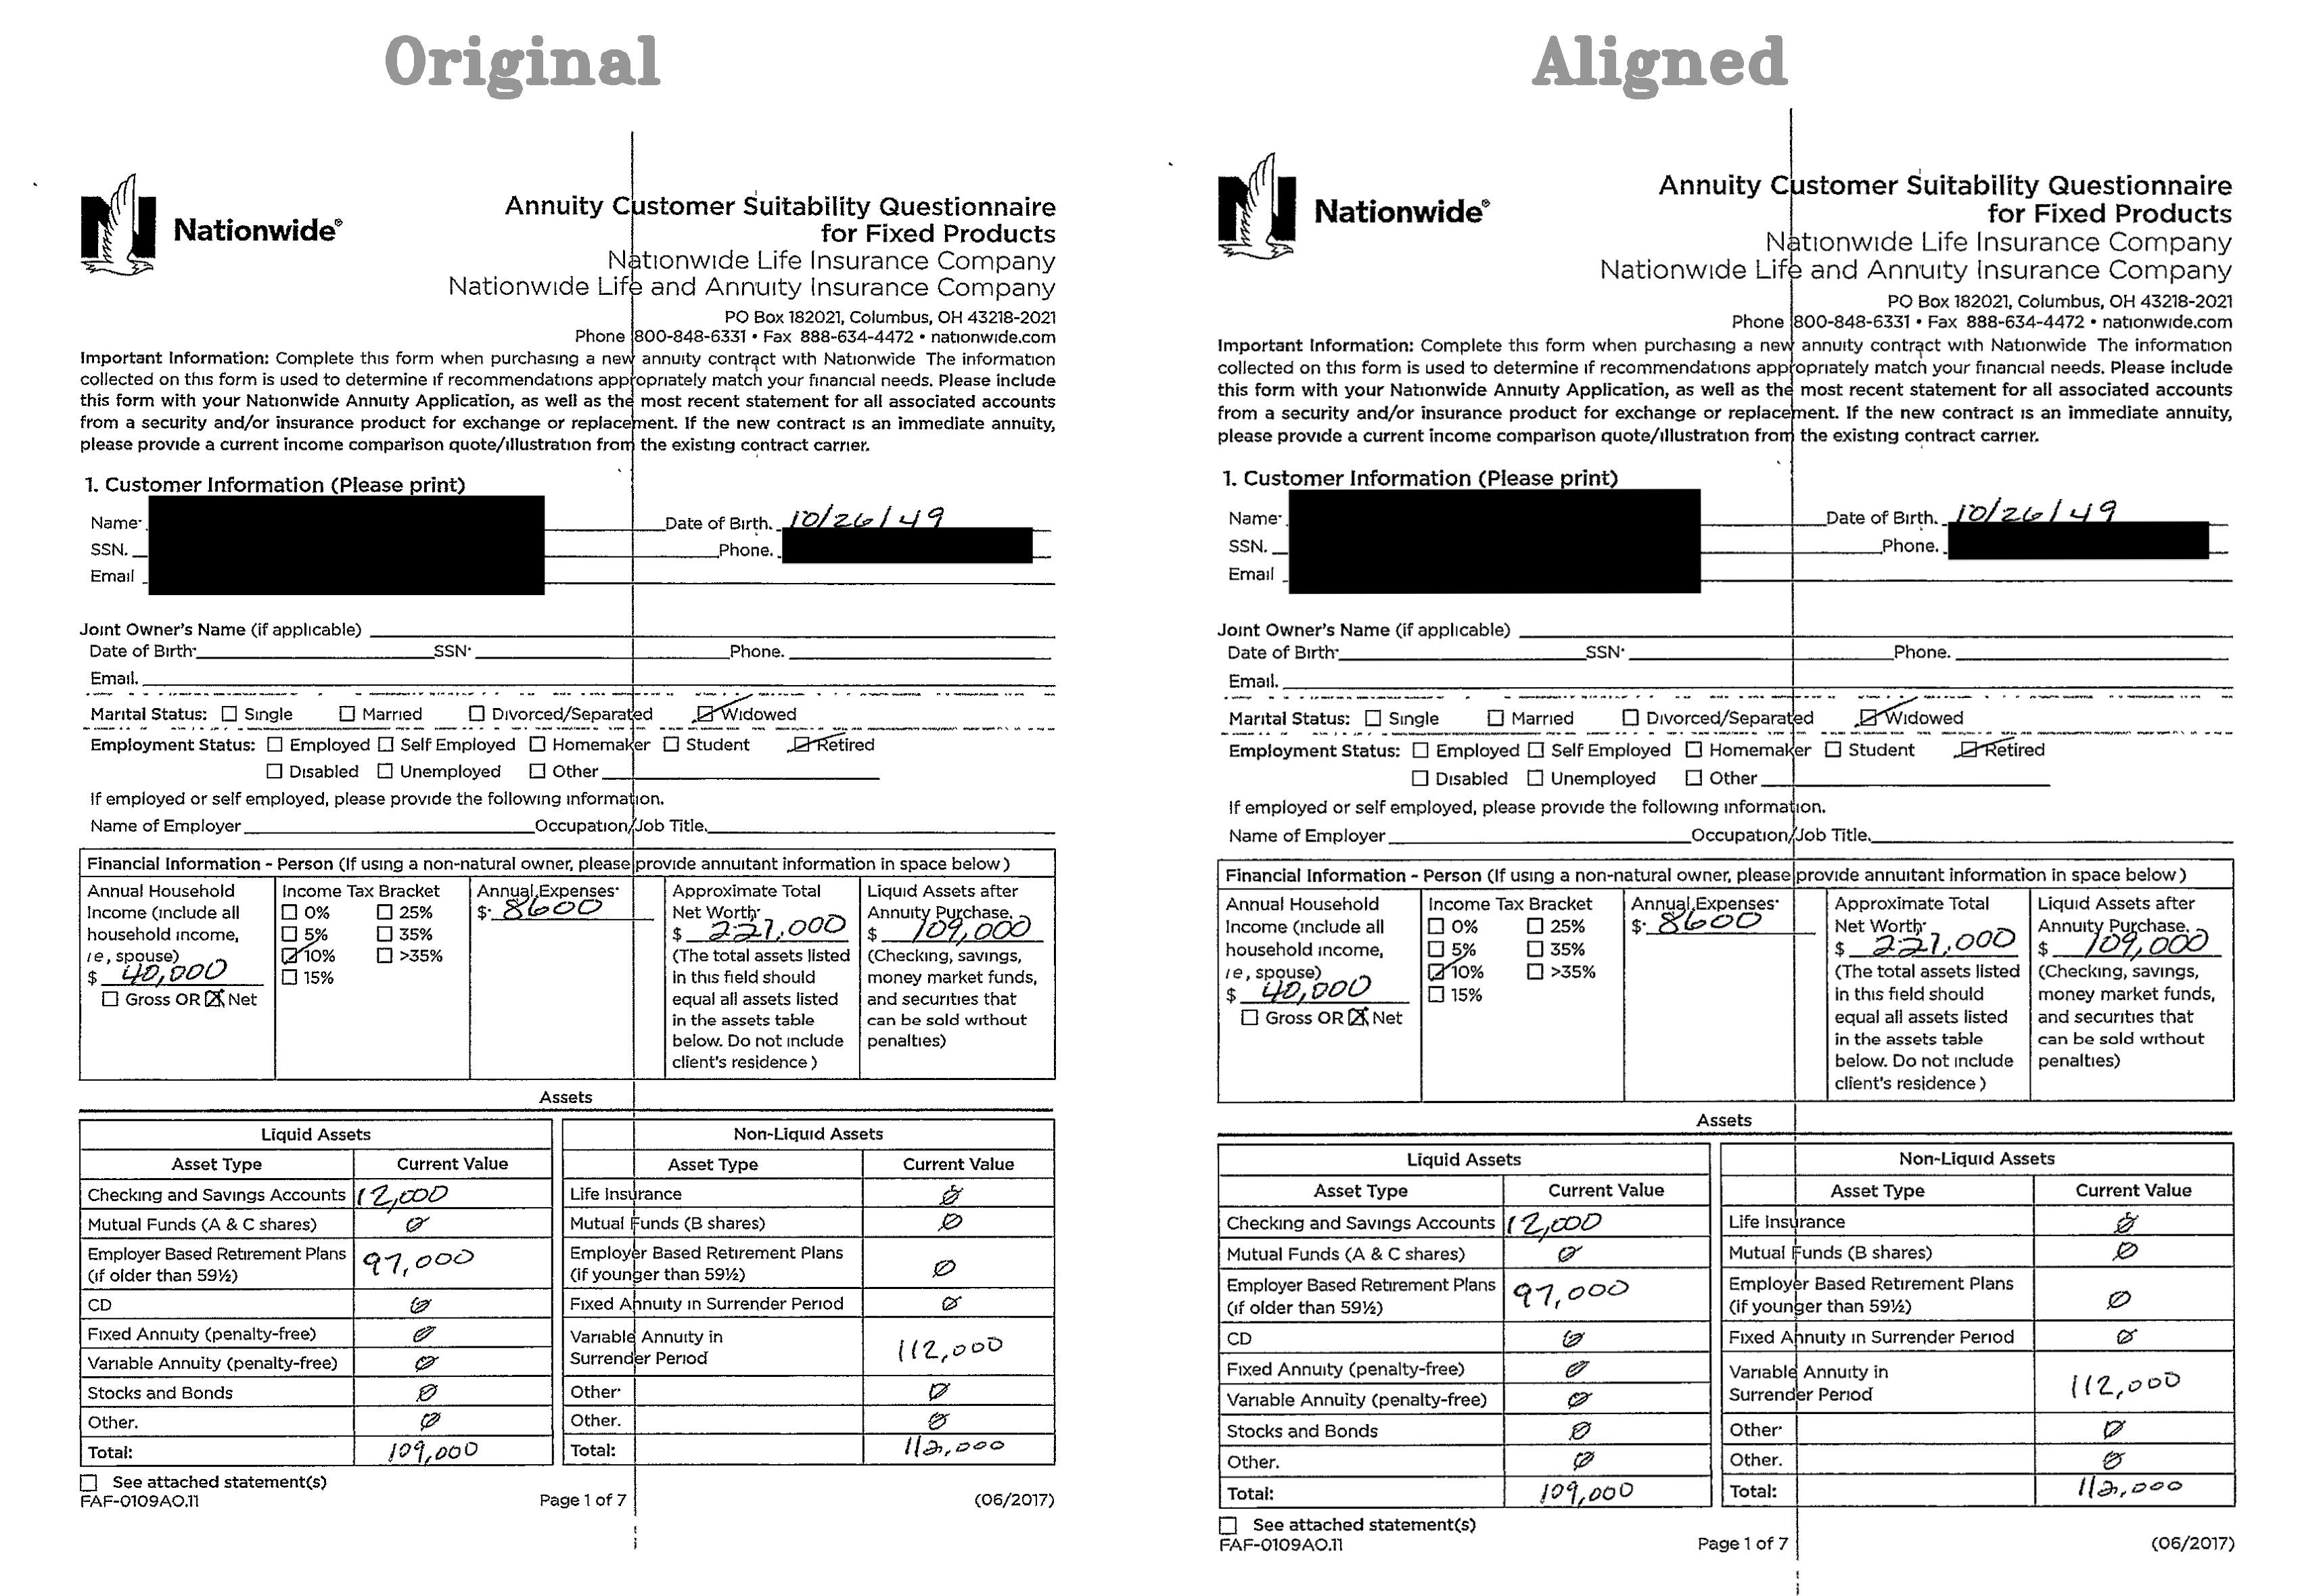 Original
Nationwide®
Annuity Customer Suitability Questionnaire
for Fixed Products
Nationwide Life Insurance Company
Nationwide Life and Annuity Insurance Company
PO Box 182021, Columbus, OH 43218-2021
Phone 800-848-6331 • Fax 888-634-4472 • nationwide.com
Important Information: Complete this form when purchasing a new annuity contract with Nationwide The information
collected on this form is used to determine if recommendations appropriately match your financial needs. Please include
this form with your Nationwide Annuity Application, as well as the most recent statement for all associated accounts
from a security and/or insurance product for exchange or replacement. If the new contract is an immediate annuity,
please provide a current income comparison quote/illustration from the existing contract carrier.
1. Customer Information (Please print)
Name Date of Birth. 10/26/49
SSN. Phone.
Email
Joint Owner's Name (if applicable)
Date of Birth SSN Phone.
Email.
Marital Status: ☐ Single ☐ Married ☐ Divorced/Separated ☑ Widowed
Employment Status: ☐ Employed ☐ Self Employed ☐ Homemaker ☐ Student ☑ Retired
☐ Disabled ☐ Unemployed ☐ Other
If employed or self employed, please provide the following information.
Name of Employer Occupation/Job Title.
Financial Information - Person (If using a non-natural owner, please provide annuitant information in space below)
Annual Household
Income (include all
household income,
ie, spouse)
$ 40,000
☐ Gross OR ☒ Net
Income Tax Bracket
☐ 0% ☐ 25%
☐ 5% ☐ 35%
☑ 10% ☐ >35%
☐ 15%
Annual Expenses
$ 8600
Approximate Total
Net Worth
$ 221,000
(The total assets listed
in this field should
equal all assets listed
in the assets table
below. Do not include
client's residence)
Liquid Assets after
Annuity Purchase.
$ 109,000
(Checking, savings,
money market funds,
and securities that
can be sold without
penalties)
Assets
Liquid Assets
Asset Type Current Value
Checking and Savings Accounts 12,000
Mutual Funds (A & C shares) Ø
Employer Based Retirement Plans
(if older than 59½) 97,000
CD Ø
Fixed Annuity (penalty-free) Ø
Variable Annuity (penalty-free) Ø
Stocks and Bonds Ø
Other. Ø
Total: 109,000
Non-Liquid Assets
Asset Type Current Value
Life Insurance Ø
Mutual Funds (B shares) Ø
Employer Based Retirement Plans
(if younger than 59½) Ø
Fixed Annuity in Surrender Period Ø
Variable Annuity in
Surrender Period 112,000
Other Ø
Other. Ø
Total: 112,000
☐ See attached statement(s)
FAF-0109AO.11 Page 1 of 7 (06/2017)
Aligned
Nationwide®
Annuity Customer Suitability Questionnaire
for Fixed Products
Nationwide Life Insurance Company
Nationwide Life and Annuity Insurance Company
PO Box 182021, Columbus, OH 43218-2021
Phone 800-848-6331 • Fax 888-634-4472 • nationwide.com
Important Information: Complete this form when purchasing a new annuity contract with Nationwide The information
collected on this form is used to determine if recommendations appropriately match your financial needs. Please include
this form with your Nationwide Annuity Application, as well as the most recent statement for all associated accounts
from a security and/or insurance product for exchange or replacement. If the new contract is an immediate annuity,
please provide a current income comparison quote/illustration from the existing contract carrier.
1. Customer Information (Please print)
Name Date of Birth. 10/26/49
SSN. Phone.
Email
Joint Owner's Name (if applicable)
Date of Birth SSN Phone.
Email.
Marital Status: ☐ Single ☐ Married ☐ Divorced/Separated ☑ Widowed
Employment Status: ☐ Employed ☐ Self Employed ☐ Homemaker ☐ Student ☑ Retired
☐ Disabled ☐ Unemployed ☐ Other
If employed or self employed, please provide the following information.
Name of Employer Occupation/Job Title.
Financial Information - Person (If using a non-natural owner, please provide annuitant information in space below)
Annual Household
Income (include all
household income,
ie, spouse)
$ 40,000
☐ Gross OR ☒ Net
Income Tax Bracket
☐ 0% ☐ 25%
☐ 5% ☐ 35%
☑ 10% ☐ >35%
☐ 15%
Annual Expenses
$ 8600
Approximate Total
Net Worth
$ 221,000
(The total assets listed
in this field should
equal all assets listed
in the assets table
below. Do not include
client's residence)
Liquid Assets after
Annuity Purchase.
$ 109,000
(Checking, savings,
money market funds,
and securities that
can be sold without
penalties)
Assets
Liquid Assets
Asset Type Current Value
Checking and Savings Accounts 12,000
Mutual Funds (A & C shares) Ø
Employer Based Retirement Plans
(if older than 59½) 97,000
CD Ø
Fixed Annuity (penalty-free) Ø
Variable Annuity (penalty-free) Ø
Stocks and Bonds Ø
Other. Ø
Total: 109,000
Non-Liquid Assets
Asset Type Current Value
Life Insurance Ø
Mutual Funds (B shares) Ø
Employer Based Retirement Plans
(if younger than 59½) Ø
Fixed Annuity in Surrender Period Ø
Variable Annuity in
Surrender Period 112,000
Other Ø
Other. Ø
Total: 112,000
☐ See attached statement(s)
FAF-0109AO.11 Page 1 of 7 (06/2017)